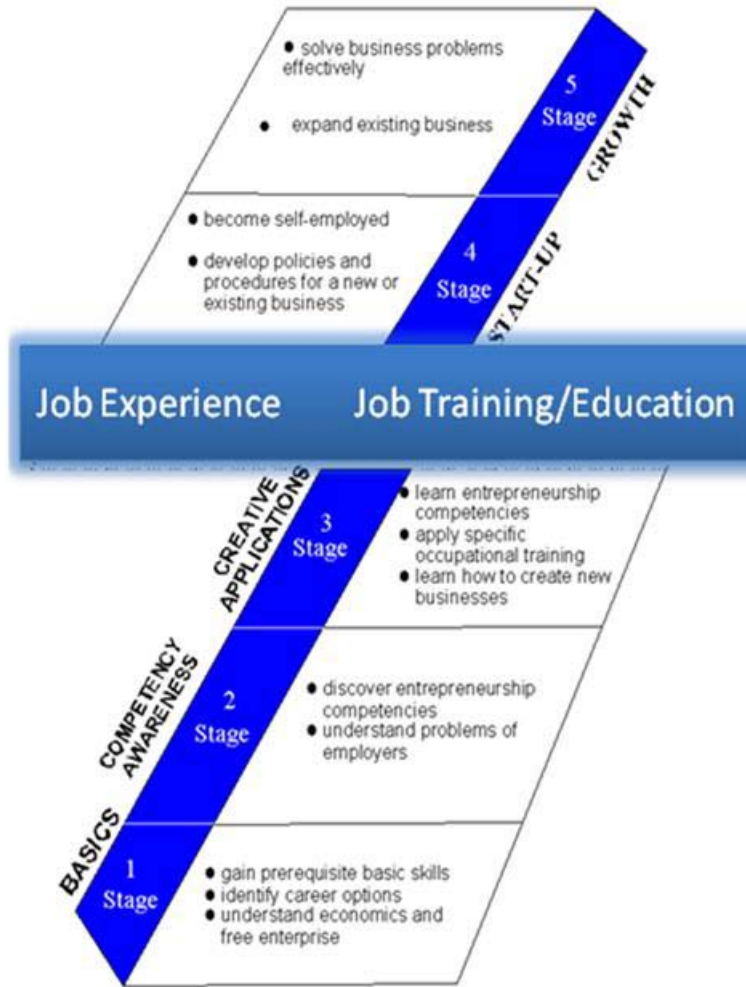 ● solve business problems
effectively
● expand existing business
5
Stage
GROWTH
● become self-employed
● develop policies and
procedures for a new or
existing business
4
Stage
START-UP
Job Experience
Job Training/Education
CREATIVE
APPLICATIONS
3
Stage
● learn entrepreneurship
competencies
● apply specific
occupational training
● learn how to create new
businesses
COMPETENCY
AWARENESS
2
Stage
● discover entrepreneurship
competencies
● understand problems of
employers
BASICS
1
Stage
● gain prerequisite basic skills
● identify career options
● understand economics and
free enterprise